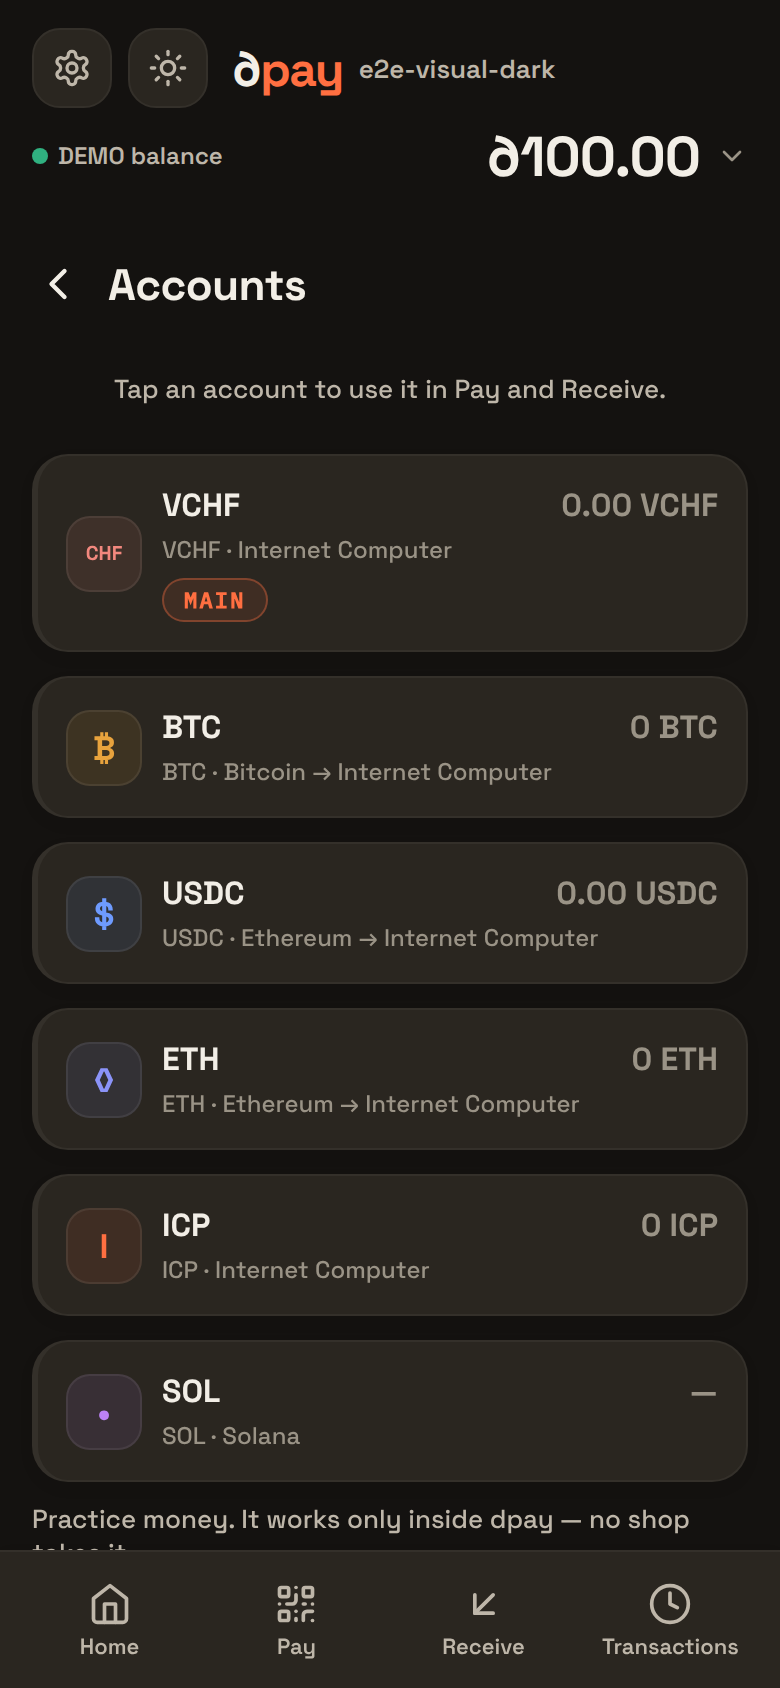 ∂pay e2e-visual-dark
DEMO balance
∂100.00
Accounts
Tap an account to use it in Pay and Receive.
CHF
VCHF
0.00 VCHF
VCHF · Internet Computer
MAIN
₿
BTC
0 BTC
BTC · Bitcoin → Internet Computer
$
USDC
0.00 USDC
USDC · Ethereum → Internet Computer
ETH
0 ETH
ETH · Ethereum → Internet Computer
I
ICP
0 ICP
ICP · Internet Computer
SOL
—
SOL · Solana
Practice money. It works only inside dpay — no shop
takes it
Home
Pay
Receive
Transactions